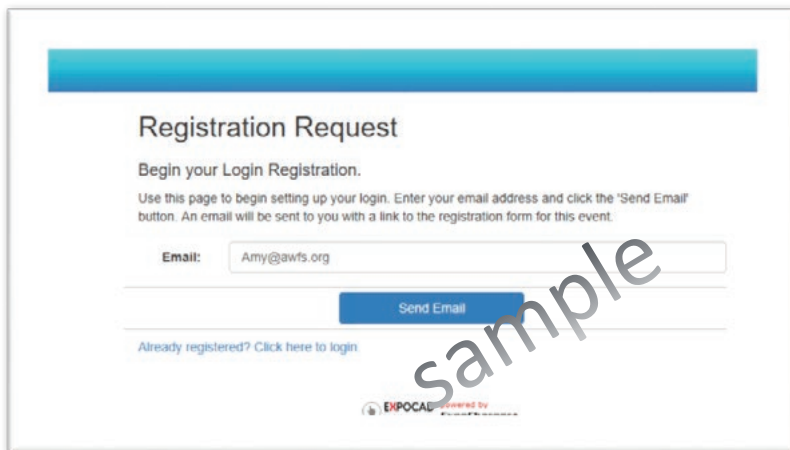 Registration Request
Begin your Login Registration.
Use this page to begin setting up your login. Enter your email address and click the 'Send Email'
button. An email will be sent to you with a link to the registration form for this event.
Email: Amy@awfs.org
Send Email
Already registered? Click here to login
sample
EXPOCAD powered by